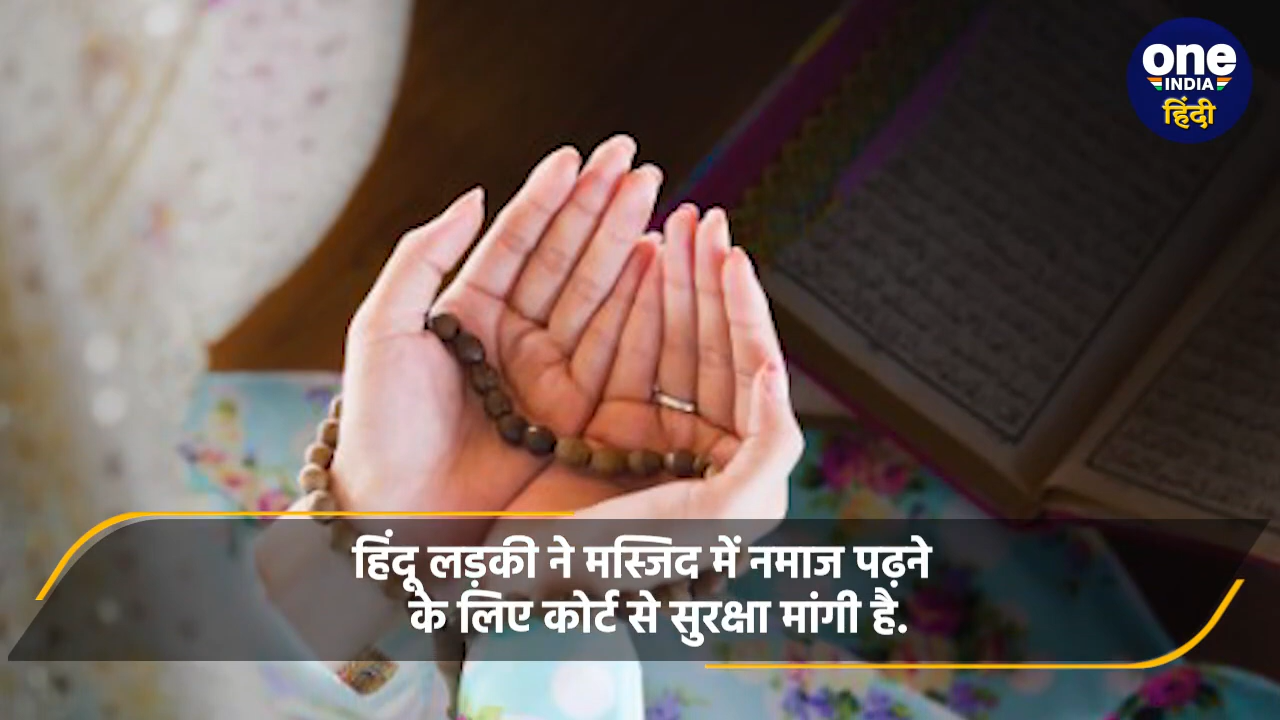 one
INDIA
हिंदी
हिंदू लड़की ने मस्जिद में नमाज पढ़ने
के लिए कोर्ट से सुरक्षा मांगी है.